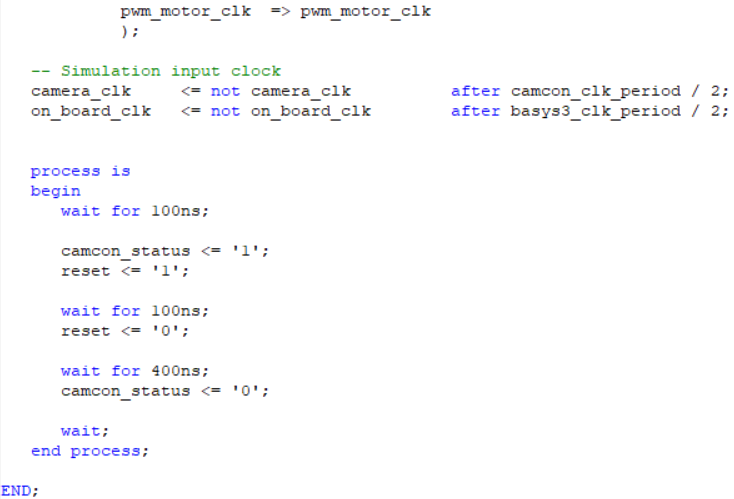 pwm_motor_clk  => pwm_motor_clk
);
-- Simulation input clock
camera_clk     <= not camera_clk          after camcon_clk_period / 2;
on_board_clk   <= not on_board_clk        after basys3_clk_period / 2;
process is
begin
wait for 100ns;
camcon_status <= '1';
reset <= '1';
wait for 100ns;
reset <= '0';
wait for 400ns;
camcon_status <= '0';
wait;
end process;
END;